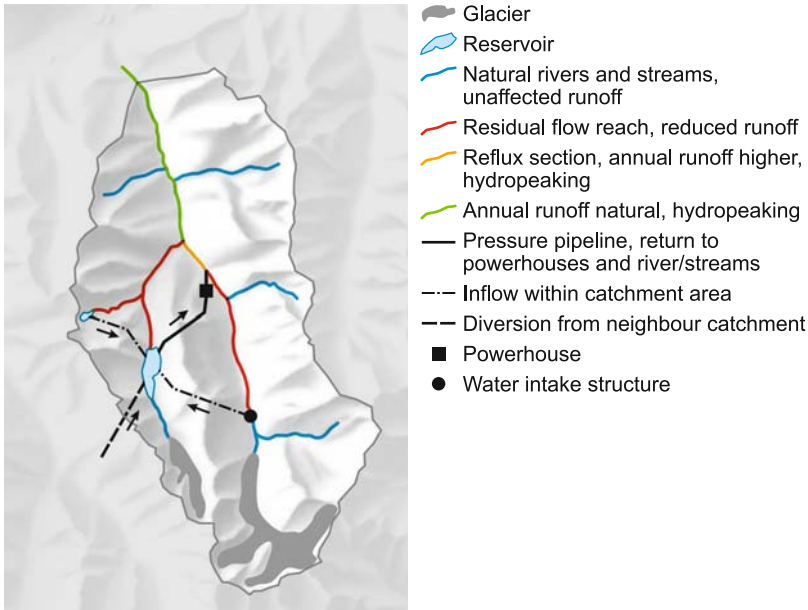 Glacier
Reservoir
Natural rivers and streams,
unaffected runoff
Residual flow reach, reduced runoff
Reflux section, annual runoff higher,
hydropeaking
Annual runoff natural, hydropeaking
Pressure pipeline, return to
powerhouses and river/streams
Inflow within catchment area
Diversion from neighbour catchment
Powerhouse
Water intake structure